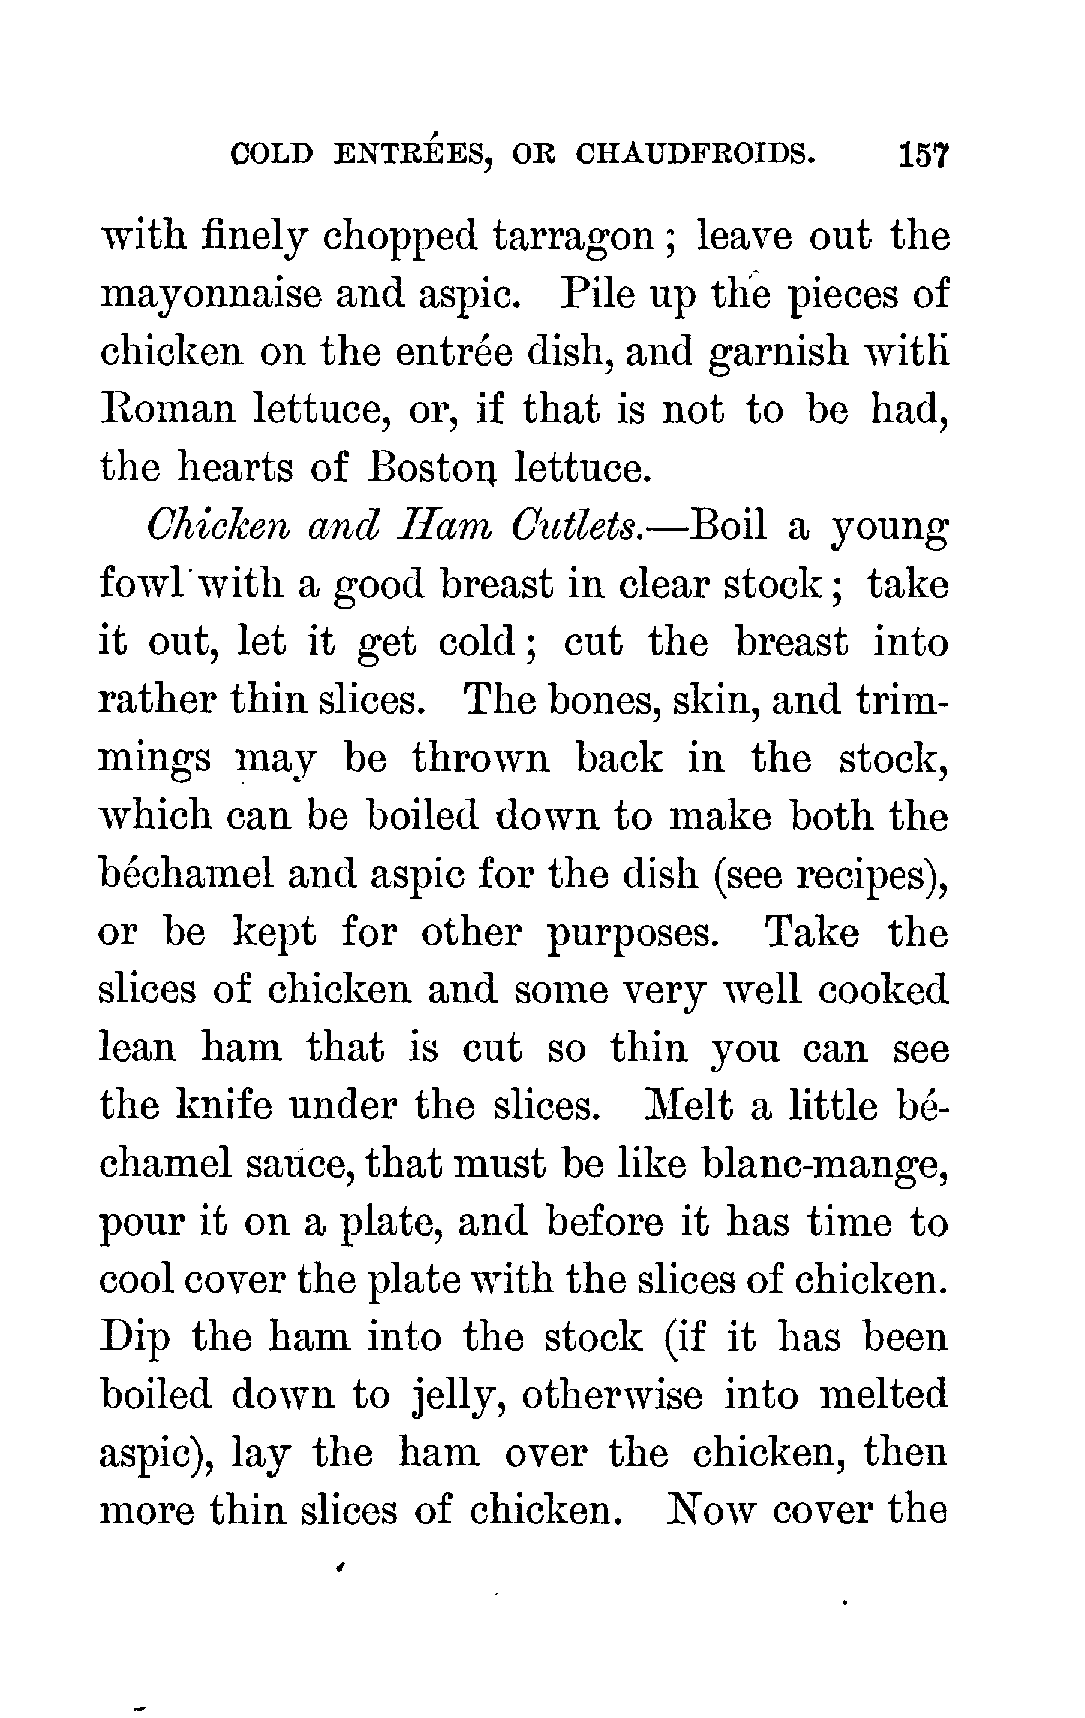 COLD ENTRÉES, OR CHAUDFROIDS. 157
with finely chopped tarragon ; leave out the
mayonnaise and aspic. Pile up the pieces of
chicken on the entrée dish, and garnish with
Roman lettuce, or, if that is not to be had,
the hearts of Boston lettuce.
Chicken and Ham Cutlets.—Boil a young
fowl with a good breast in clear stock ; take
it out, let it get cold ; cut the breast into
rather thin slices. The bones, skin, and trim-
mings may be thrown back in the stock,
which can be boiled down to make both the
béchamel and aspic for the dish (see recipes),
or be kept for other purposes. Take the
slices of chicken and some very well cooked
lean ham that is cut so thin you can see
the knife under the slices. Melt a little bé-
chamel sauce, that must be like blanc-mange,
pour it on a plate, and before it has time to
cool cover the plate with the slices of chicken.
Dip the ham into the stock (if it has been
boiled down to jelly, otherwise into melted
aspic), lay the ham over the chicken, then
more thin slices of chicken. Now cover the